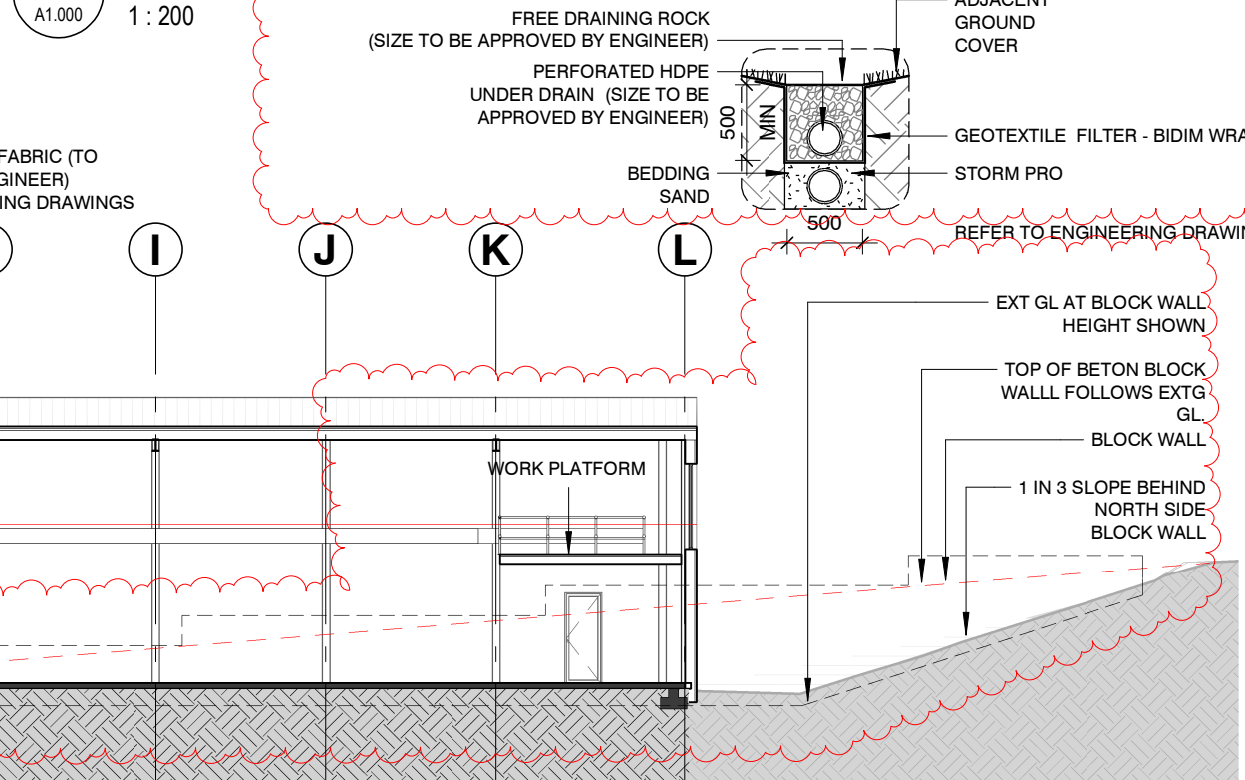 A1.000
1 : 200
FREE DRAINING ROCK
(SIZE TO BE APPROVED BY ENGINEER)
PERFORATED HDPE
UNDER DRAIN (SIZE TO BE
APPROVED BY ENGINEER)
BEDDING
SAND
500
MIN
500
ADJACENT
GROUND
COVER
GEOTEXTILE FILTER - BIDIM WRA
STORM PRO
REFER TO ENGINEERING DRAWIN
FABRIC (TO
GINEER)
ING DRAWINGS
I
J
K
L
EXT GL AT BLOCK WALL
HEIGHT SHOWN
TOP OF BETON BLOCK
WALLL FOLLOWS EXTG
GL.
BLOCK WALL
1 IN 3 SLOPE BEHIND
NORTH SIDE
BLOCK WALL
WORK PLATFORM